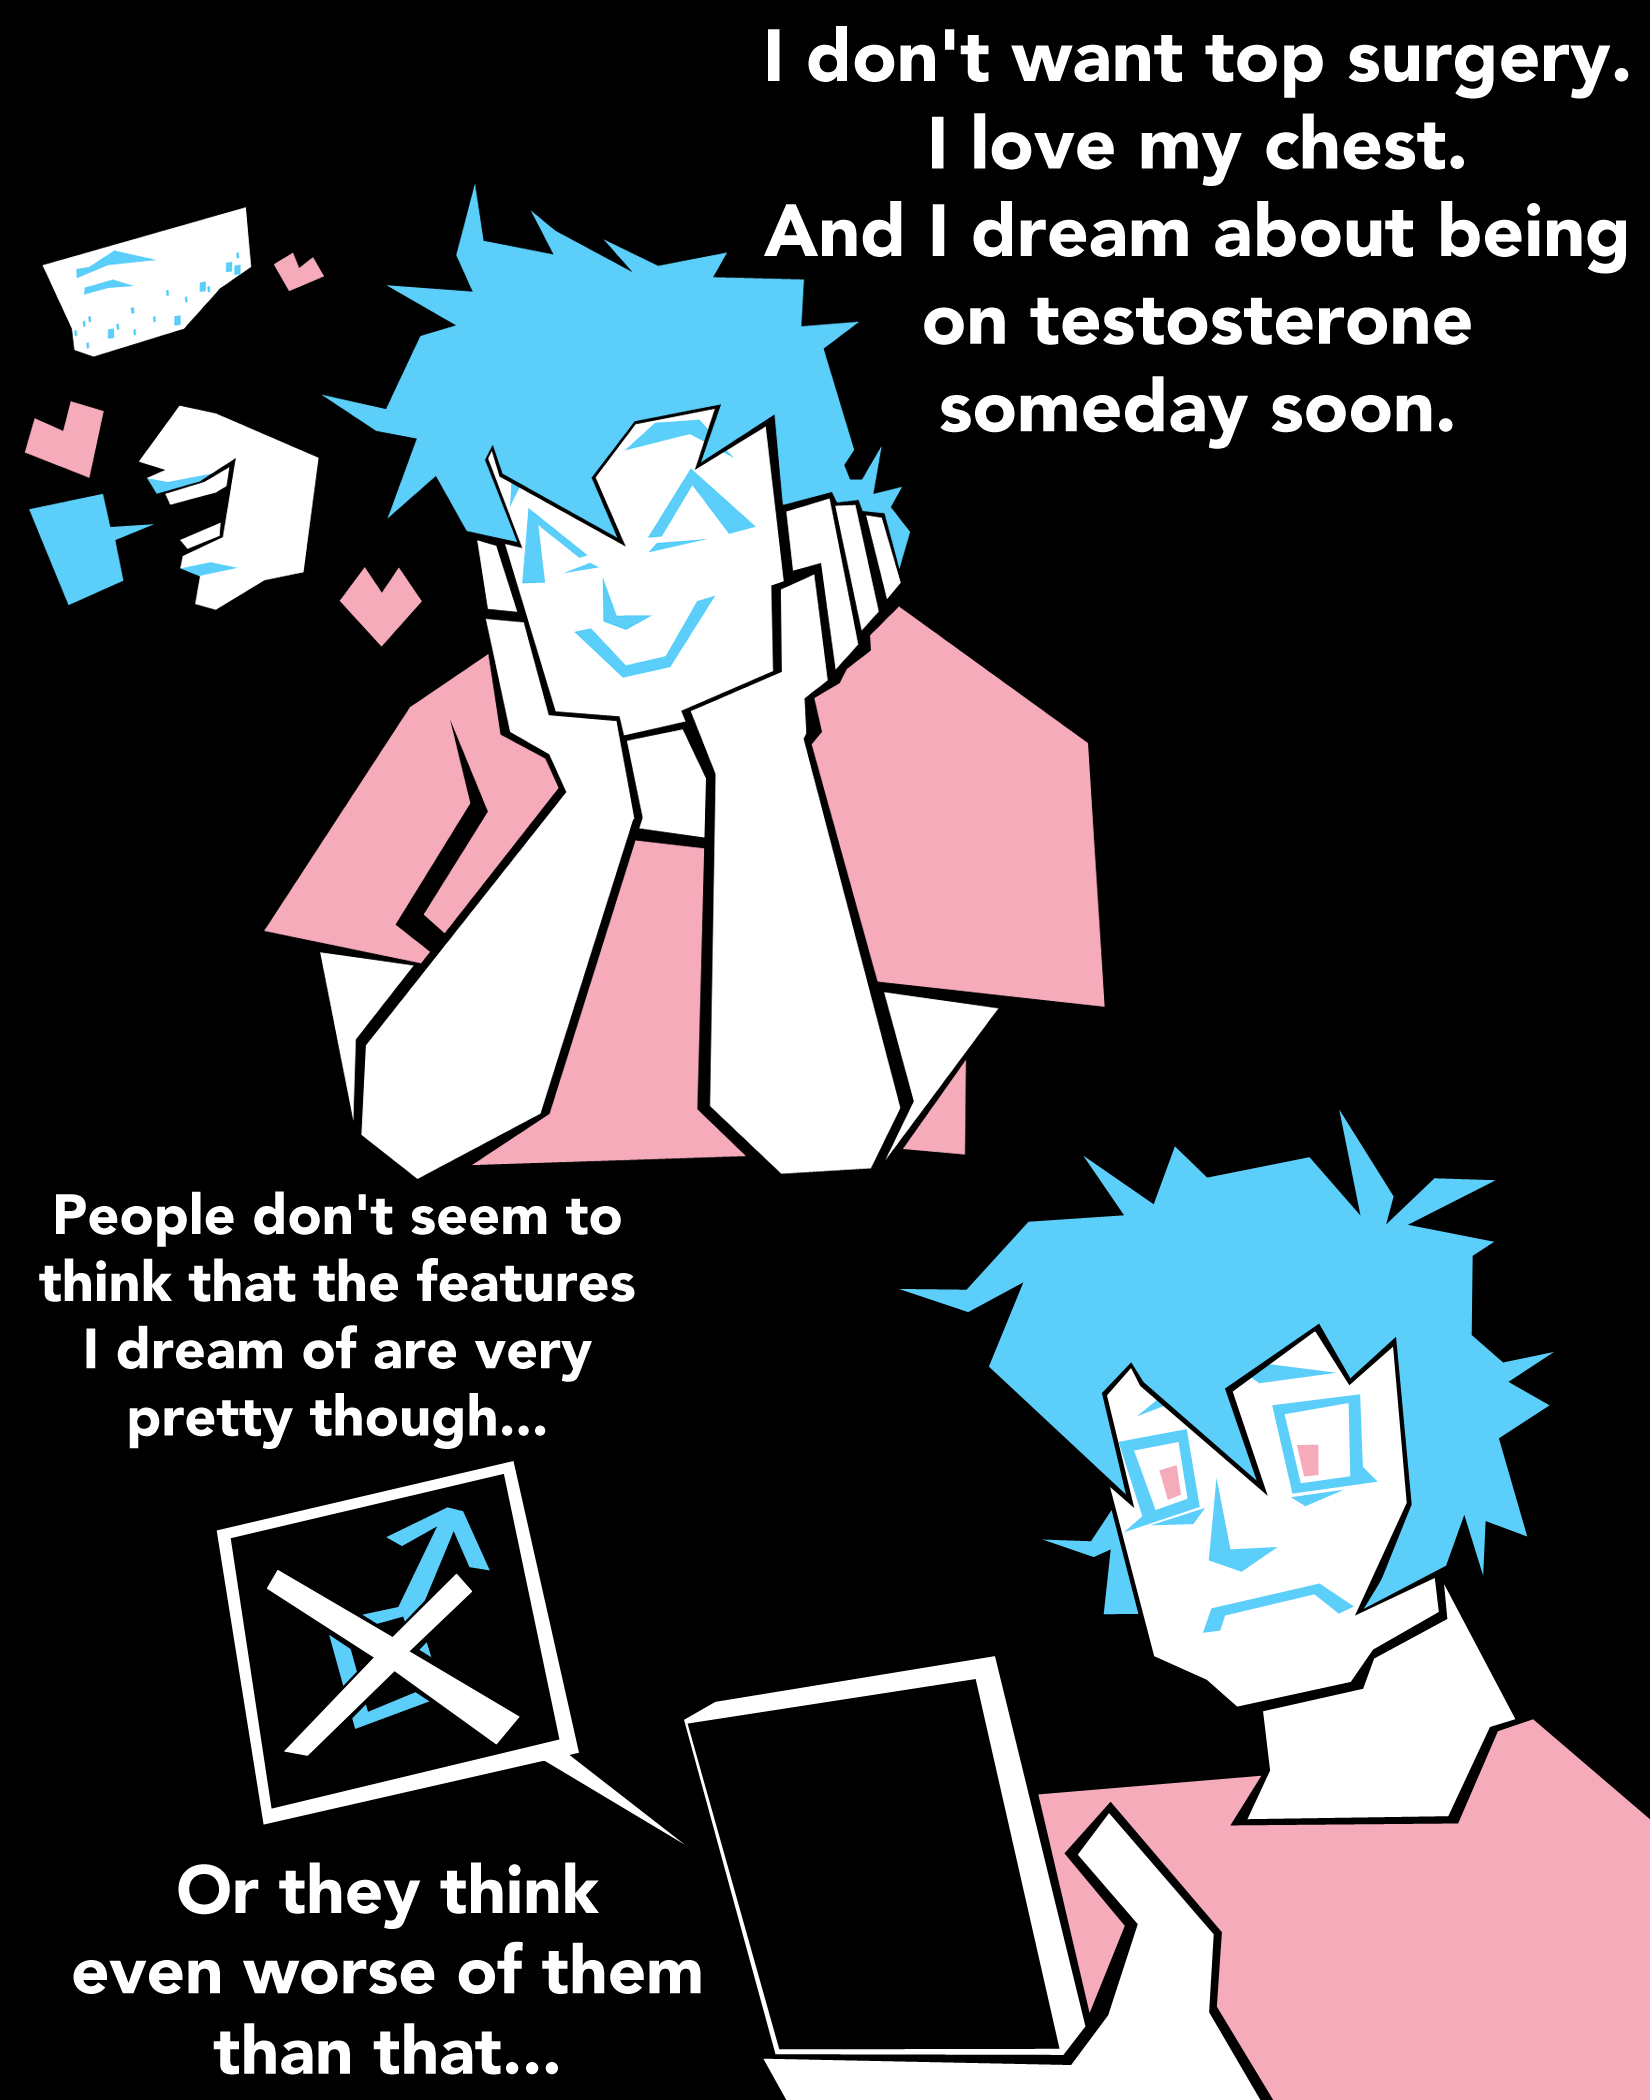 I don't want top surgery.
I love my chest.
And I dream about being
on testosterone
someday soon.
People don't seem to
think that the features
I dream of are very
pretty though...
Or they think
even worse of them
than that...